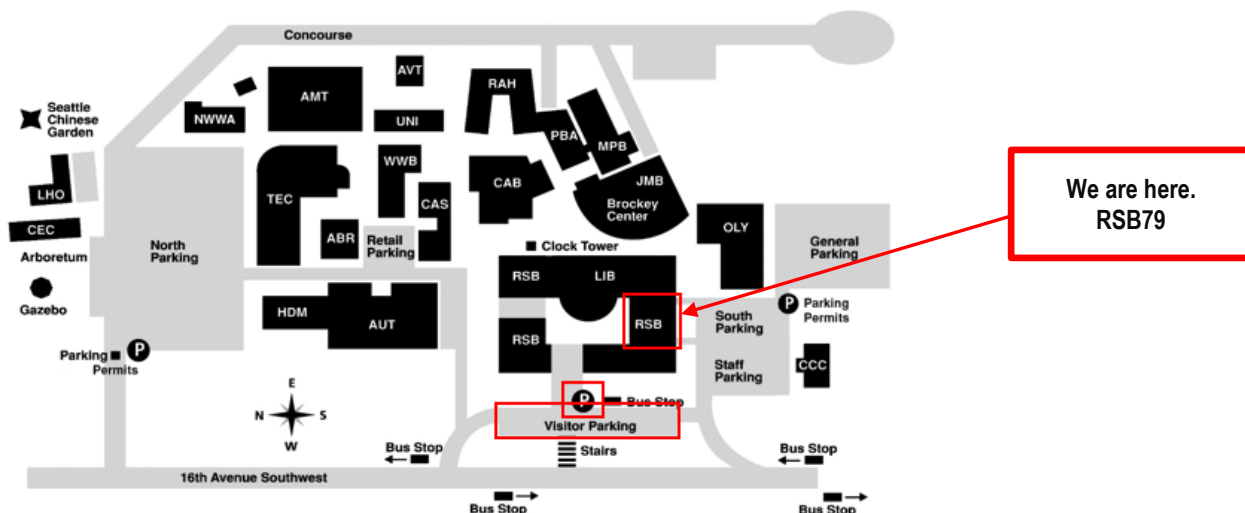 Concourse
AVT
RAH
AMT
NWWA
UNI
PBA
MPB
Seattle
Chinese
Garden
WWB
CAB
JMB
Brockey
Center
LHO
TEC
CAS
CEC
Arboretum
North
Parking
ABR
Retail
Parking
OLY
General
Parking
Clock Tower
RSB
LIB
Gazebo
HDM
AUT
RSB
RSB
P
Parking
Permits
South
Parking
Parking
Permits
P
Staff
Parking
CCC
E
N
S
W
P
Bus Stop
Visitor Parking
Stairs
Bus Stop
Bus Stop
16th Avenue Southwest
Bus Stop
Bus Stop
We are here.
RSB79